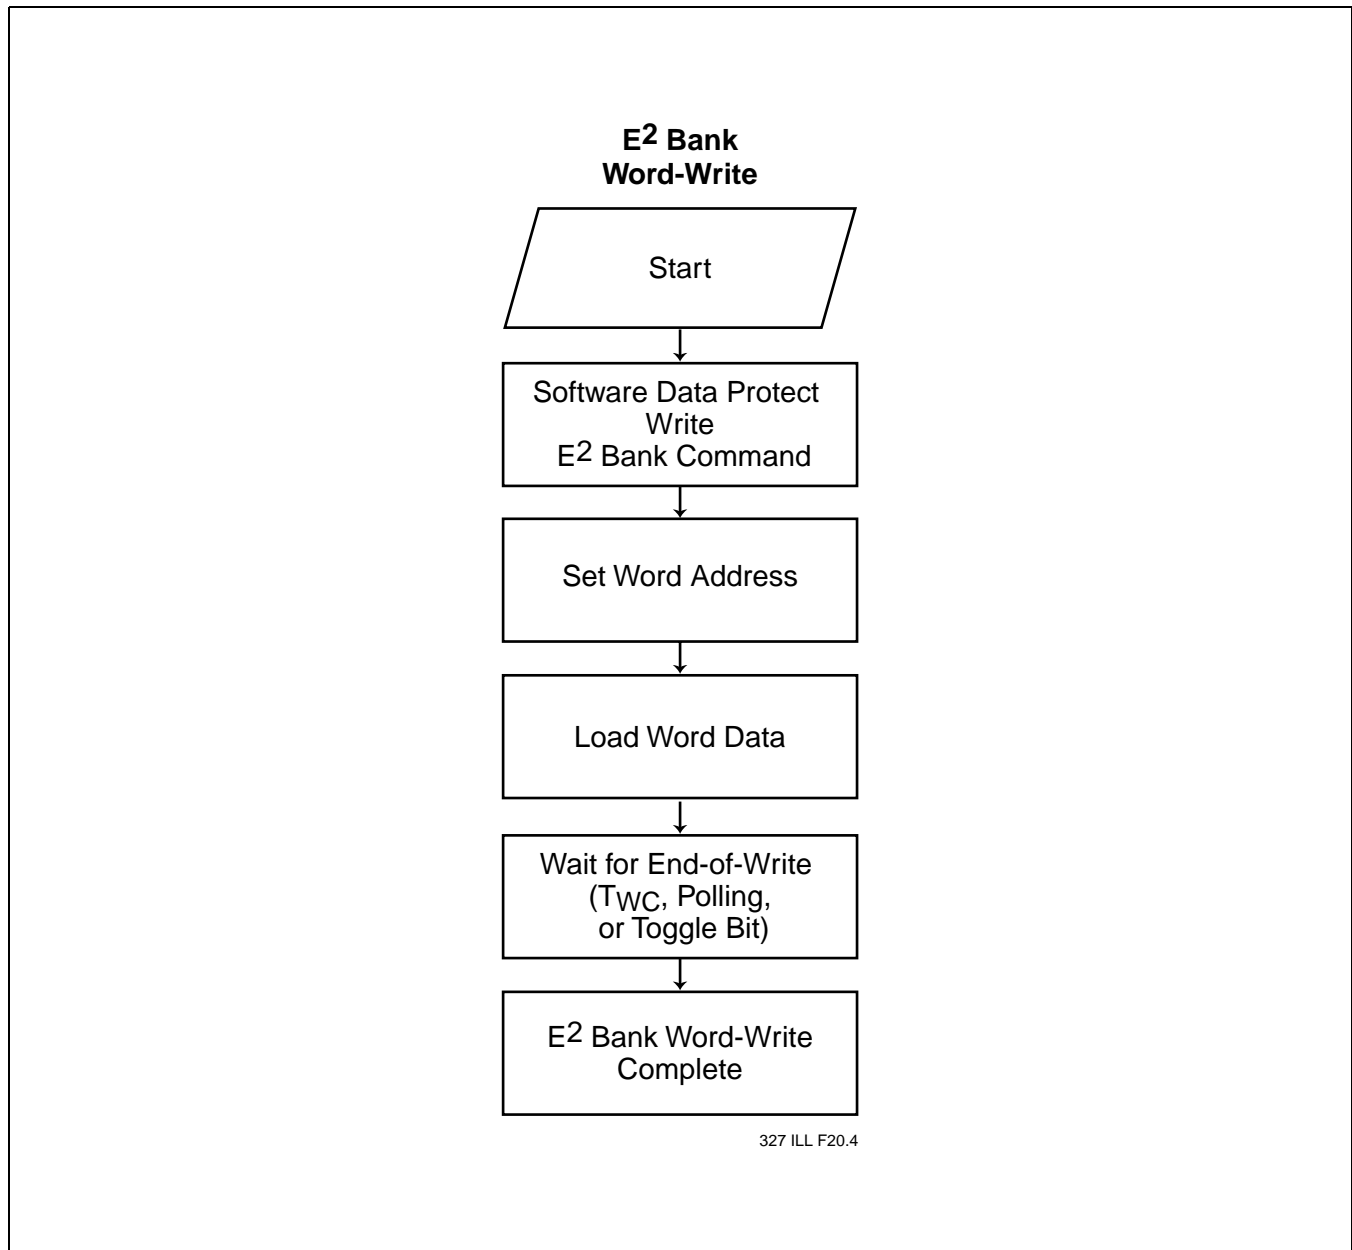 E2 Bank
Word-Write
Start
Software Data Protect
Write
E2 Bank Command
Set Word Address
Load Word Data
Wait for End-of-Write
(TWC, Polling,
or Toggle Bit)
E2 Bank Word-Write
Complete
327 ILL F20.4